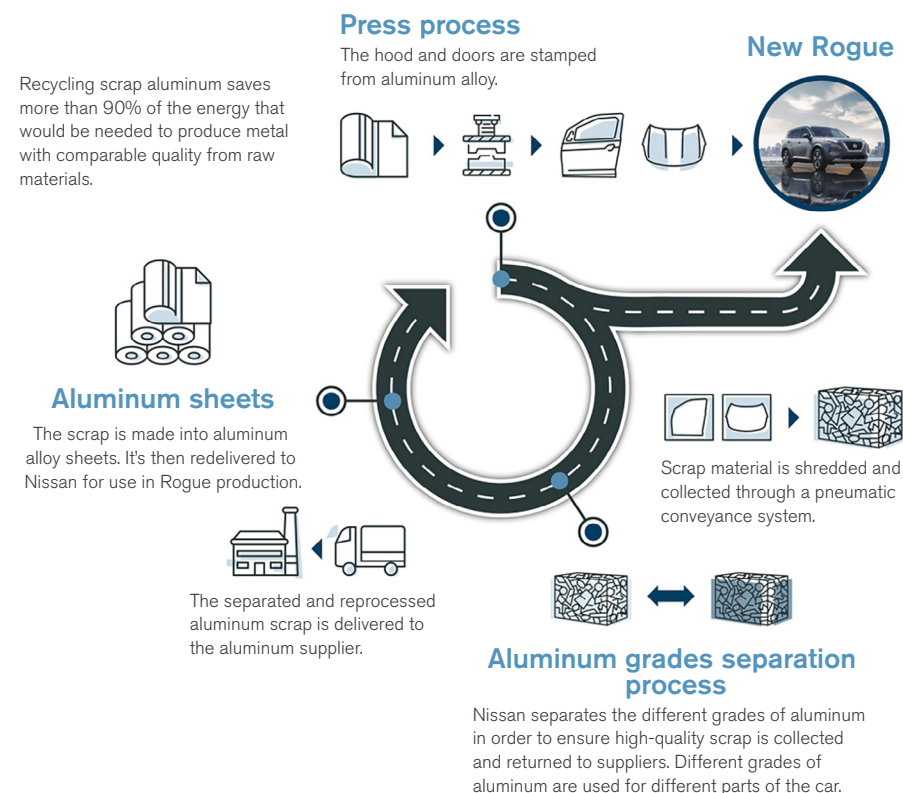 Press process
The hood and doors are stamped
from aluminum alloy.
New Rogue
Recycling scrap aluminum saves
more than 90% of the energy that
would be needed to produce metal
with comparable quality from raw
materials.
Aluminum sheets
The scrap is made into aluminum
alloy sheets. It's then redelivered to
Nissan for use in Rogue production.
Scrap material is shredded and
collected through a pneumatic
conveyance system.
The separated and reprocessed
aluminum scrap is delivered to
the aluminum supplier.
Aluminum grades separation
process
Nissan separates the different grades of aluminum
in order to ensure high-quality scrap is collected
and returned to suppliers. Different grades of
aluminum are used for different parts of the car.